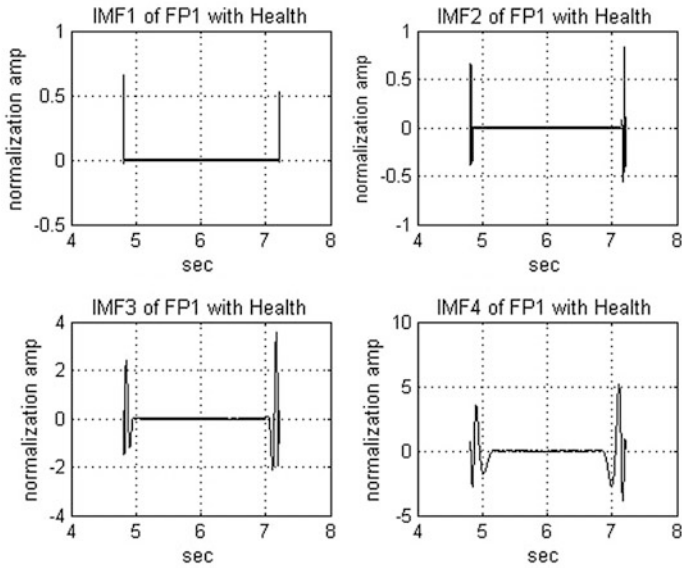 IMF1 of FP1 with Health
normalization amp
1
0.5
0
-0.5
4 5 6 7 8
sec
IMF2 of FP1 with Health
normalization amp
1
0.5
0
-0.5
-1
4 5 6 7 8
sec
IMF3 of FP1 with Health
normalization amp
4
2
0
-2
-4
4 5 6 7 8
sec
IMF4 of FP1 with Health
normalization amp
10
5
0
-5
4 5 6 7 8
sec